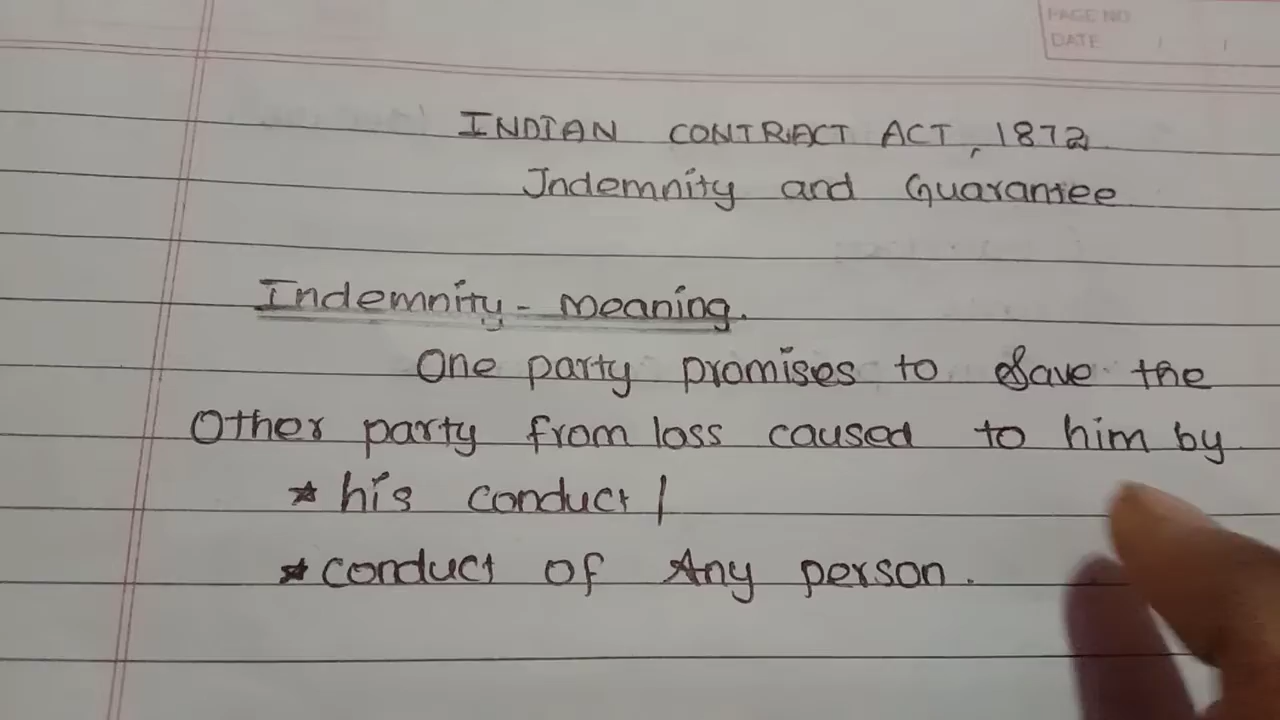 PAGE NO
DATE / /
INDIAN CONTRACT ACT, 1872
Indemnity and Guarantee
Indemnity - meaning.
One party promises to save the
Other party from loss caused to him by
* his conduct /
* conduct of Any person.